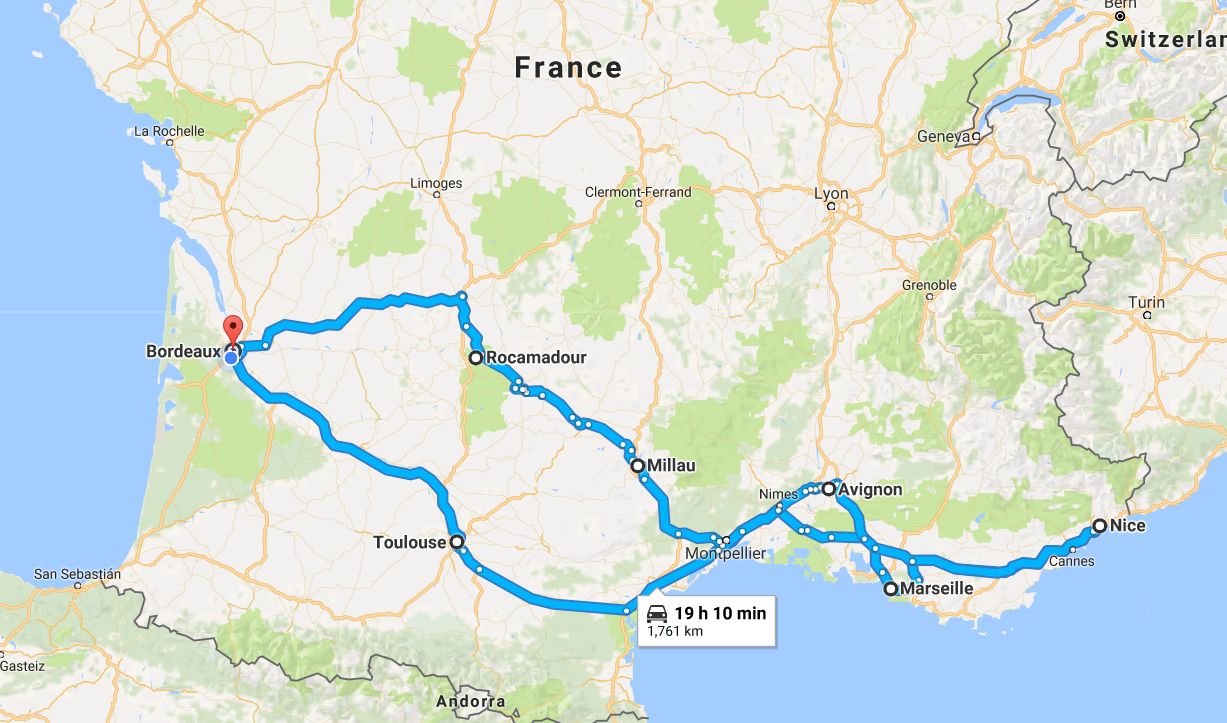 Bern
Switzerlan
France
La Rochelle
Geneva
Limoges
Clermont-Ferrand
Lyon
Grenoble
Turin
Bordeaux
Rocamadour
Millau
Nimes
Avignon
Nice
Toulouse
Montpellier
Cannes
San Sebastián
Marseille
19 h 10 min
1,761 km
Gasteiz
Andorra